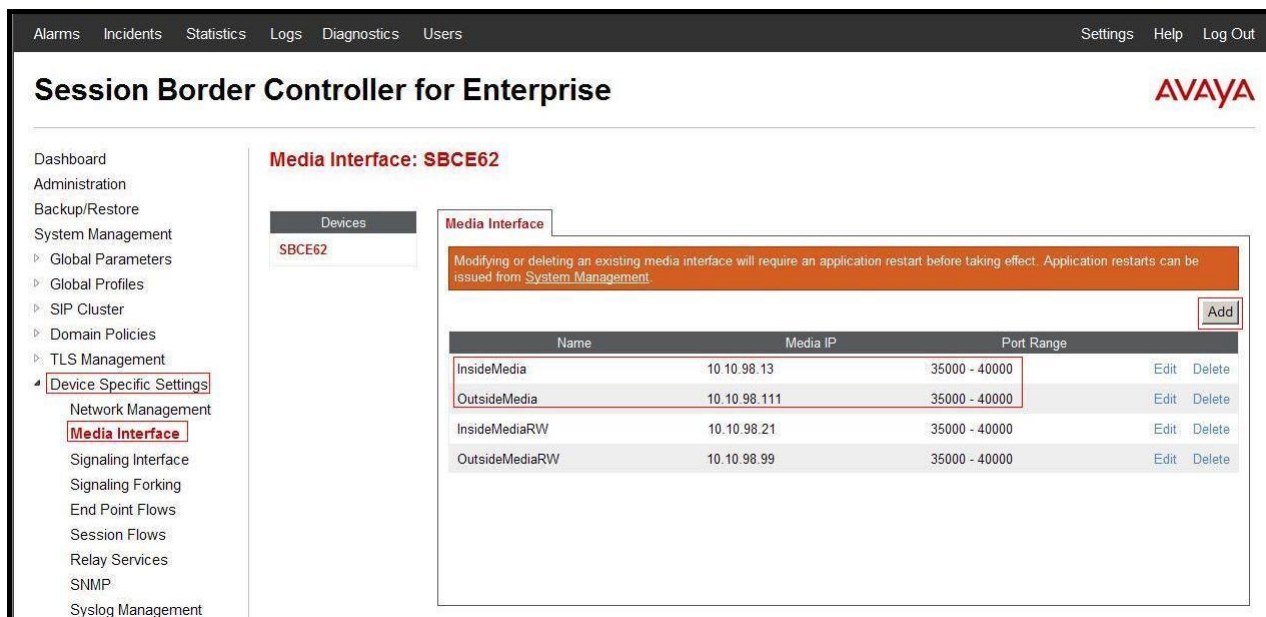 Alarms Incidents Statistics Logs Diagnostics Users Settings Help Log Out
Session Border Controller for Enterprise
AVAYA
Dashboard
Administration
Backup/Restore
System Management
Global Parameters
Global Profiles
SIP Cluster
Domain Policies
TLS Management
Device Specific Settings
Network Management
Media Interface
Signaling Interface
Signaling Forking
End Point Flows
Session Flows
Relay Services
SNMP
Syslog Management
Media Interface: SBCE62
Devices
SBCE62
Media Interface
Modifying or deleting an existing media interface will require an application restart before taking effect. Application restarts can be
issued from System Management.
Add
Name Media IP Port Range
InsideMedia 10.10.98.13 35000 - 40000 Edit Delete
OutsideMedia 10.10.98.111 35000 - 40000 Edit Delete
InsideMediaRW 10.10.98.21 35000 - 40000 Edit Delete
OutsideMediaRW 10.10.98.99 35000 - 40000 Edit Delete